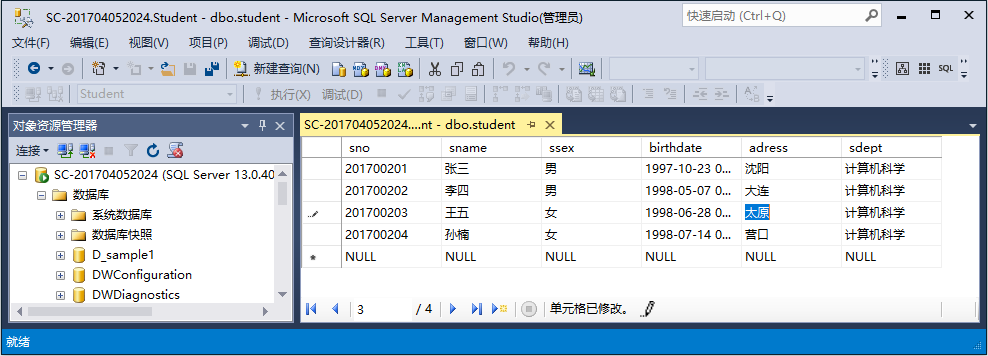 SC-201704052024.Student - dbo.student - Microsoft SQL Server Management Studio(管理员)
快速启动 (Ctrl+Q)
文件(F) 编辑(E) 视图(V) 项目(P) 调试(D) 查询设计器(R) 工具(T) 窗口(W) 帮助(H)
新建查询(N) MDX DMX XMLA DAX SQL
Student 执行(X) 调试(D)
对象资源管理器
连接
SC-201704052024 (SQL Server 13.0.40
数据库
系统数据库
数据库快照
D_sample1
DWConfiguration
DWDiagnostics
SC-201704052024....nt - dbo.student
sno sname ssex birthdate adress sdept
201700201 张三 男 1997-10-23 0... 沈阳 计算机科学
201700202 李四 男 1998-05-07 0... 大连 计算机科学
201700203 王五 女 1998-06-28 0... 太原 计算机科学
201700204 孙楠 女 1998-07-14 0... 营口 计算机科学
NULL NULL NULL NULL NULL NULL
3 / 4 单元格已修改。
就绪